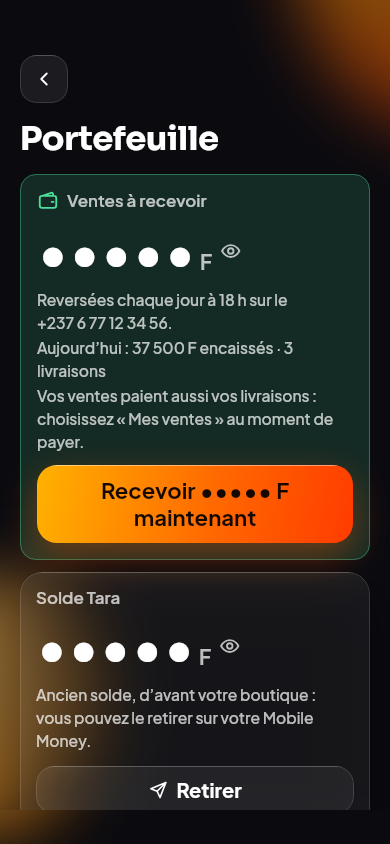 Portefeuille
Ventes à recevoir
●●●●● F
Reversées chaque jour à 18 h sur le
+237 6 77 12 34 56.
Aujourd’hui : 37 500 F encaissés · 3
livraisons
Vos ventes paient aussi vos livraisons :
choisissez « Mes ventes » au moment de
payer.
Recevoir ●●●●● F
maintenant
Solde Tara
●●●●● F
Ancien solde, d’avant votre boutique :
vous pouvez le retirer sur votre Mobile
Money.
Retirer